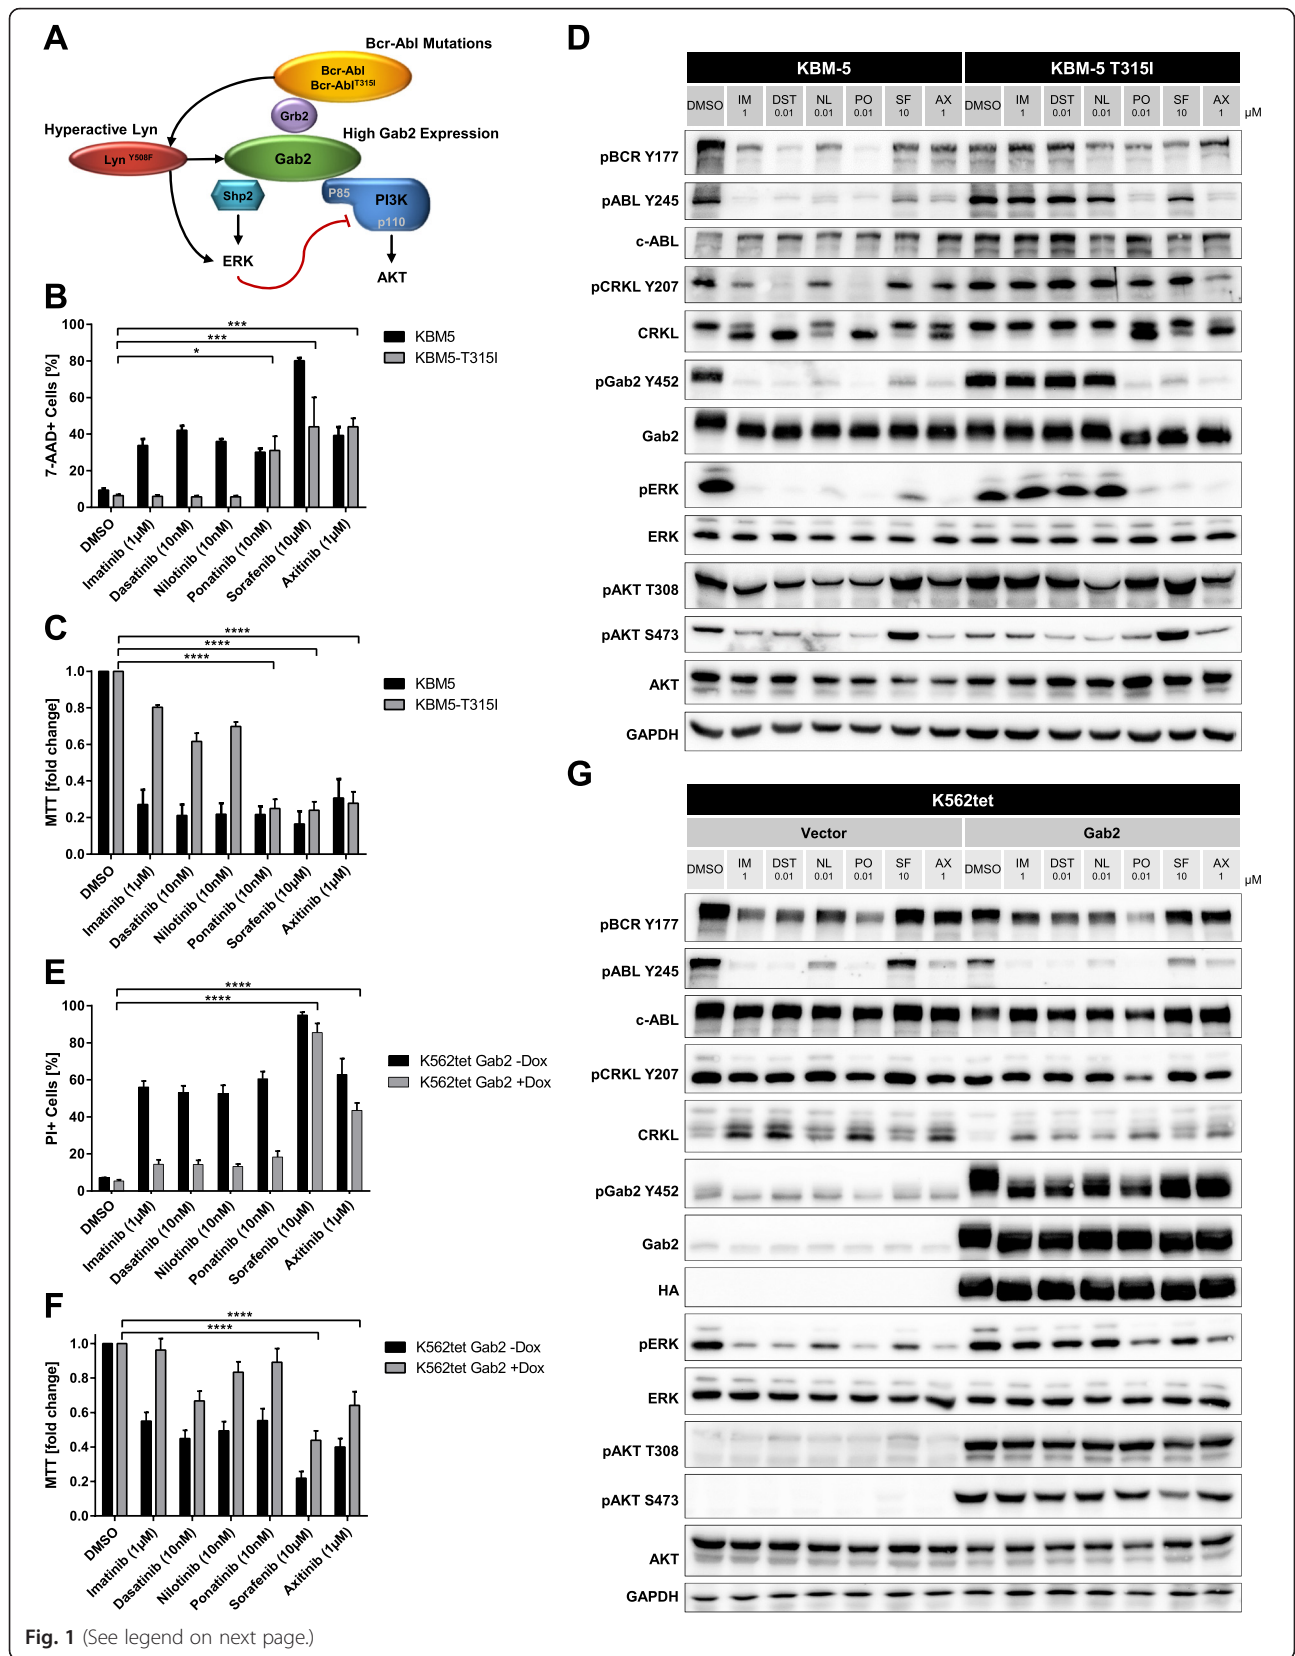 A
Bcr-Abl Mutations
Bcr-Abl
Bcr-Abl^T315I
Grb2
Hyperactive Lyn
High Gab2 Expression
Lyn ^Y508F
Gab2
Shp2
P85
PI3K
p110
ERK
AKT
B
7-AAD+ Cells [%]
100
80
60
40
20
0
***
***
*
KBM5
KBM5-T315I
DMSO
Imatinib (1µM)
Dasatinib (10nM)
Nilotinib (10nM)
Ponatinib (10nM)
Sorafenib (10µM)
Axitinib (1µM)
C
MTT [fold change]
1.0
0.8
0.6
0.4
0.2
0.0
****
****
****
KBM5
KBM5-T315I
DMSO
Imatinib (1µM)
Dasatinib (10nM)
Nilotinib (10nM)
Ponatinib (10nM)
Sorafenib (10µM)
Axitinib (1µM)
E
PI+ Cells [%]
100
80
60
40
20
0
****
****
K562tet Gab2 -Dox
K562tet Gab2 +Dox
DMSO
Imatinib (1µM)
Dasatinib (10nM)
Nilotinib (10nM)
Ponatinib (10nM)
Sorafenib (10µM)
Axitinib (1µM)
F
MTT [fold change]
1.0
0.8
0.6
0.4
0.2
0.0
****
****
K562tet Gab2 -Dox
K562tet Gab2 +Dox
DMSO
Imatinib (1µM)
Dasatinib (10nM)
Nilotinib (10nM)
Ponatinib (10nM)
Sorafenib (10µM)
Axitinib (1µM)
D
KBM-5 KBM-5 T315I
DMSO IM DST NL PO SF AX DMSO IM DST NL PO SF AX
1 0.01 0.01 0.01 10 1 1 0.01 0.01 0.01 10 1 µM
pBCR Y177
pABL Y245
c-ABL
pCRKL Y207
CRKL
pGab2 Y452
Gab2
pERK
ERK
pAKT T308
pAKT S473
AKT
GAPDH
G
K562tet
Vector Gab2
DMSO IM DST NL PO SF AX DMSO IM DST NL PO SF AX
1 0.01 0.01 0.01 10 1 1 0.01 0.01 0.01 10 1 µM
pBCR Y177
pABL Y245
c-ABL
pCRKL Y207
CRKL
pGab2 Y452
Gab2
HA
pERK
ERK
pAKT T308
pAKT S473
AKT
GAPDH
Fig. 1 (See legend on next page.)